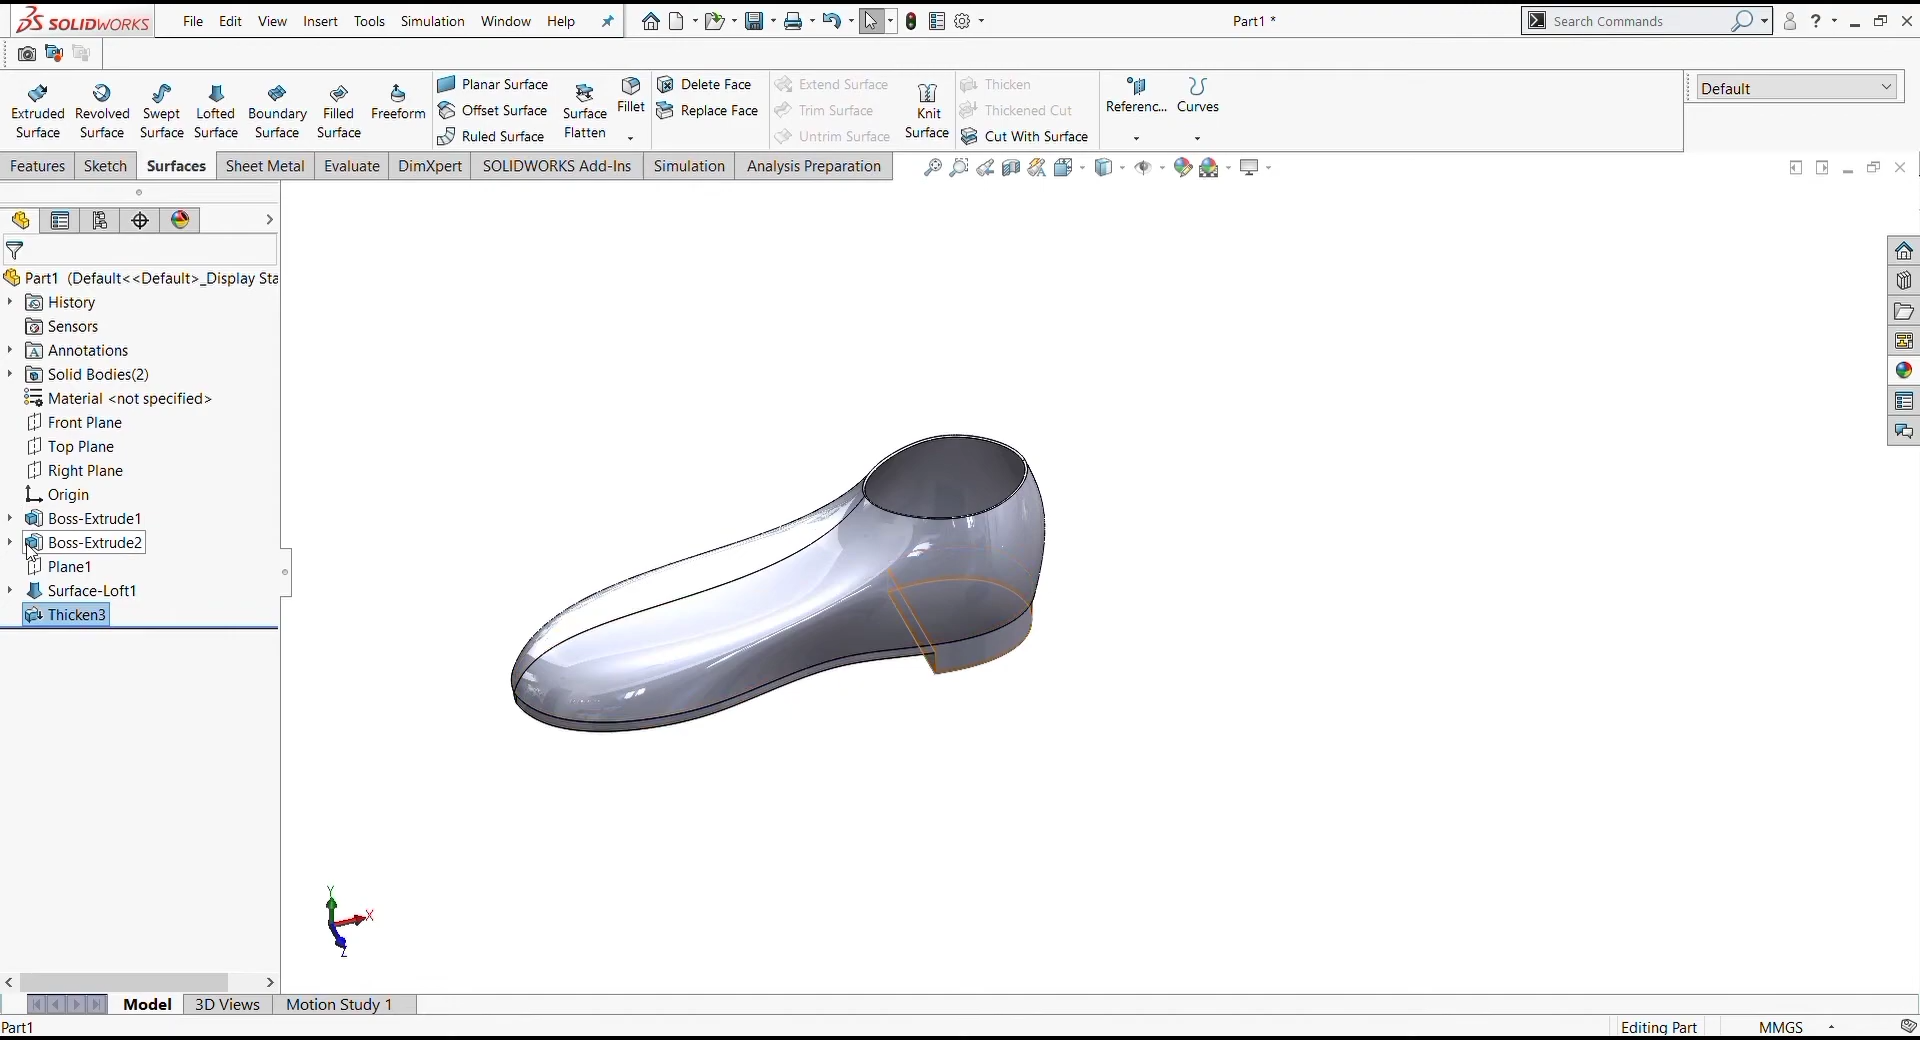 SOLIDWORKS File Edit View Insert Tools Simulation Window Help Part1 * Search Commands ?
Extruded Surface
Revolved Surface
Swept Surface
Lofted Surface
Boundary Surface
Filled Surface
Freeform
Planar Surface
Offset Surface
Ruled Surface
Surface Flatten
Fillet
Delete Face
Replace Face
Extend Surface
Trim Surface
Untrim Surface
Knit Surface
Thicken
Thickened Cut
Cut With Surface
Referenc...
Curves
Default
Features Sketch Surfaces Sheet Metal Evaluate DimXpert SOLIDWORKS Add-Ins Simulation Analysis Preparation
Part1 (Default<<Default>_Display Sta
History
Sensors
Annotations
Solid Bodies(2)
Material <not specified>
Front Plane
Top Plane
Right Plane
Origin
Boss-Extrude1
Boss-Extrude2
Plane1
Surface-Loft1
Thicken3
Y
X
Z
Model 3D Views Motion Study 1
Part1 Editing Part MMGS